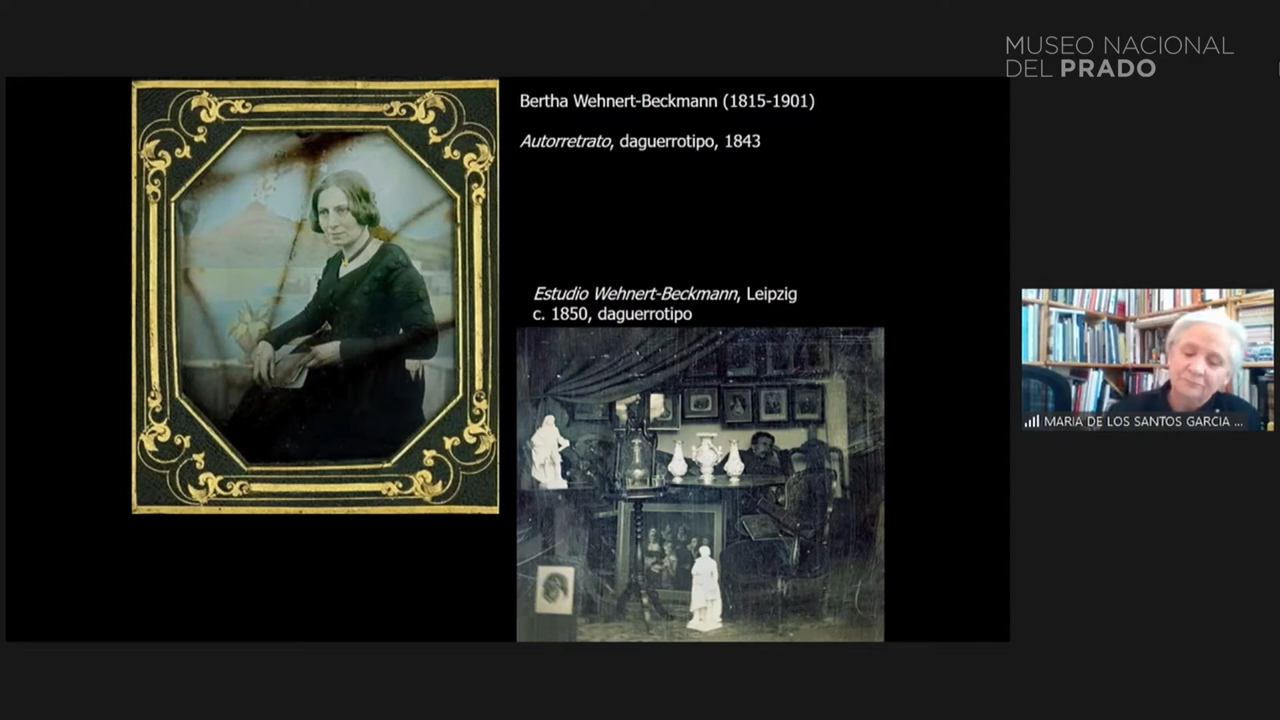 MUSEO NACIONAL
DEL PRADO
Bertha Wehnert-Beckmann (1815-1901)
Autorretrato, daguerrotipo, 1843
Estudio Wehnert-Beckmann, Leipzig
c. 1850, daguerrotipo
MARIA DE LOS SANTOS GARCIA ...